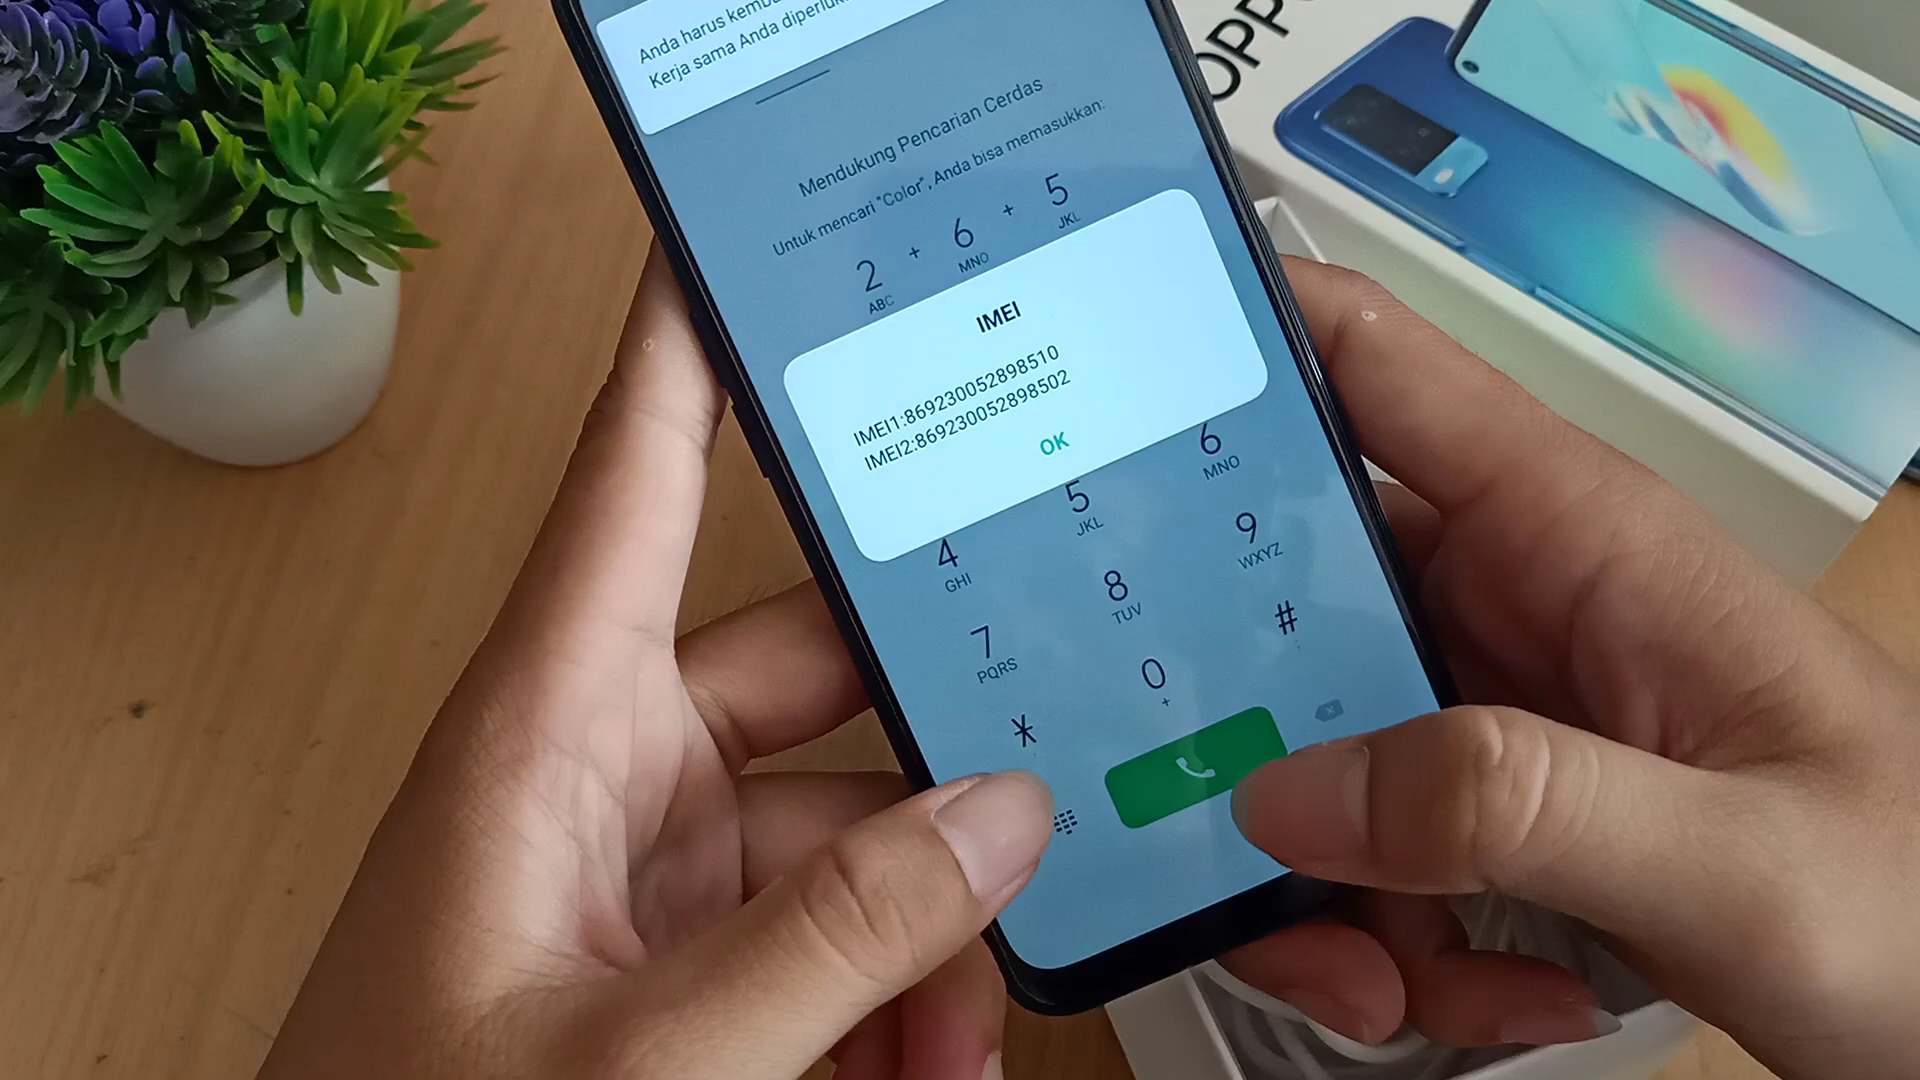 Anda harus
Kerja sama Anda
Mendukung Pencarian Cerdas
Untuk mencari "Color", Anda bisa memasukkan:
2 + 6 + 5
ABC MNO JKL
IMEI
IMEI1:869230052898510
IMEI2:869230052898502
OK
4 5 6
GHI JKL MNO
7 8 9
PQRS TUV WXYZ
* 0 #
+
OPPO